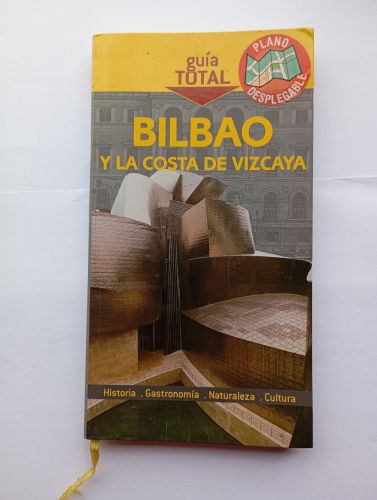 guía
TOTAL
PLANO
DESPLEGABLE
BILBAO
Y LA COSTA DE VIZCAYA
Historia . Gastronomía . Naturaleza . Cultura